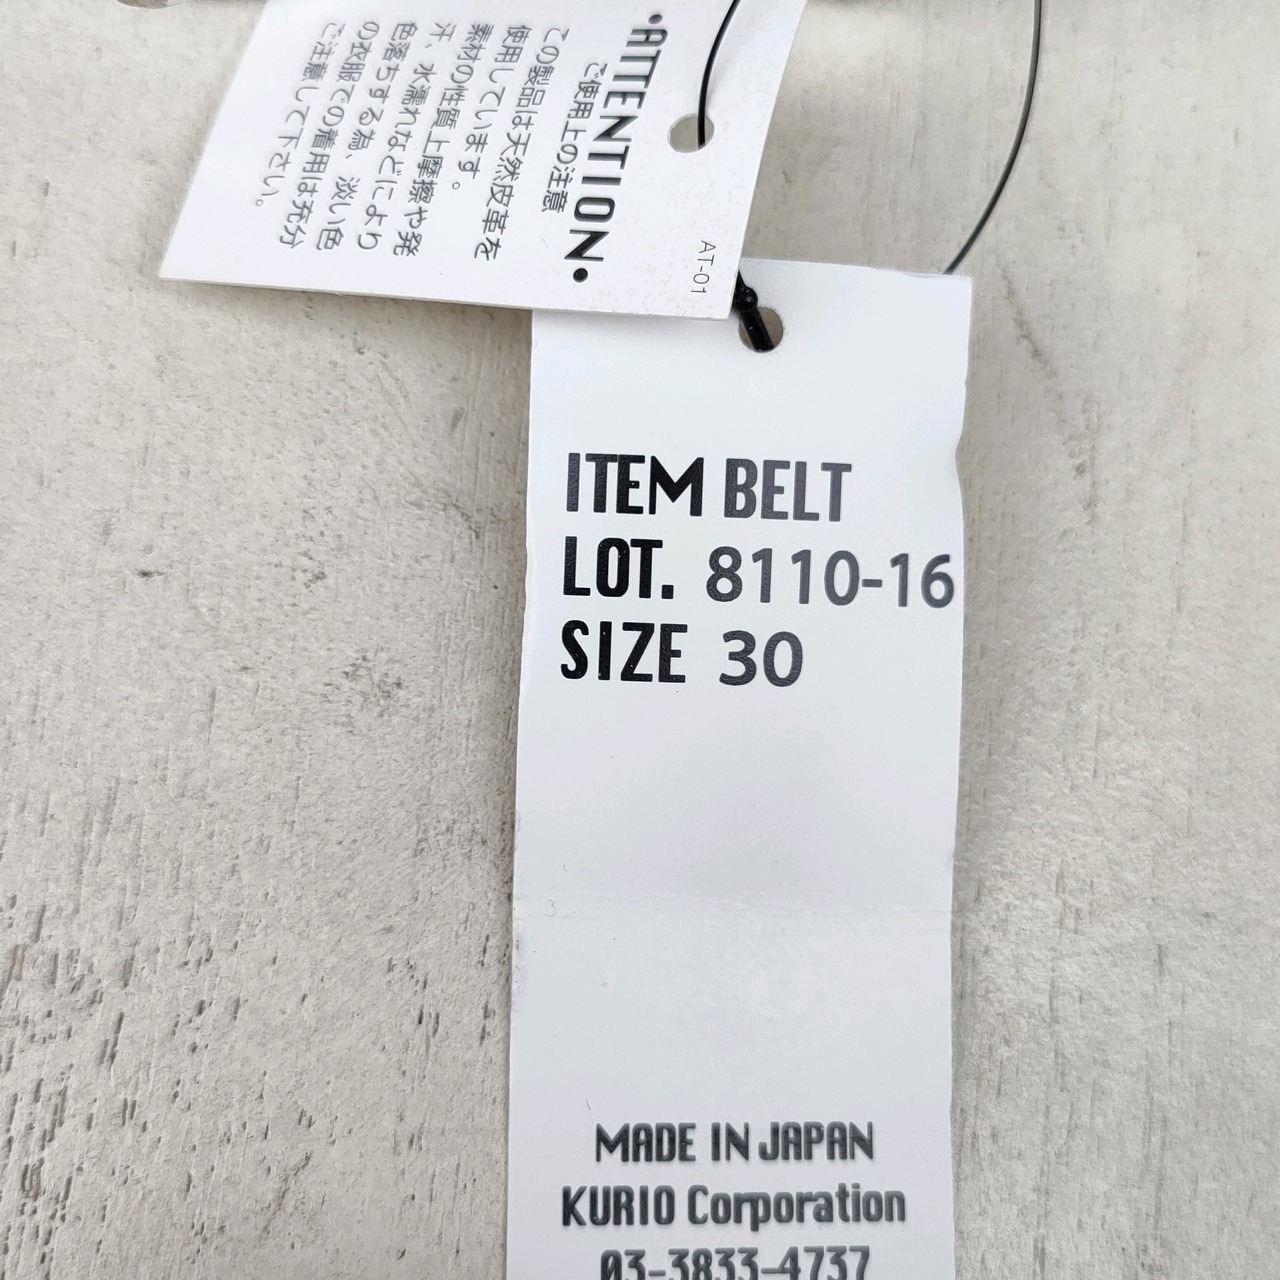 •ATTENTION•
ご使用上の注意
この製品は天然皮革を
使用しています。
素材の性質上摩擦や発
汗、水濡れなどにより
色落ちする為、淡い色
の衣服での着用は充分
ご注意して下さい。
AT-01
ITEM BELT
LOT. 8110-16
SIZE 30
MADE IN JAPAN
KURIO Corporation
03-3833-4737